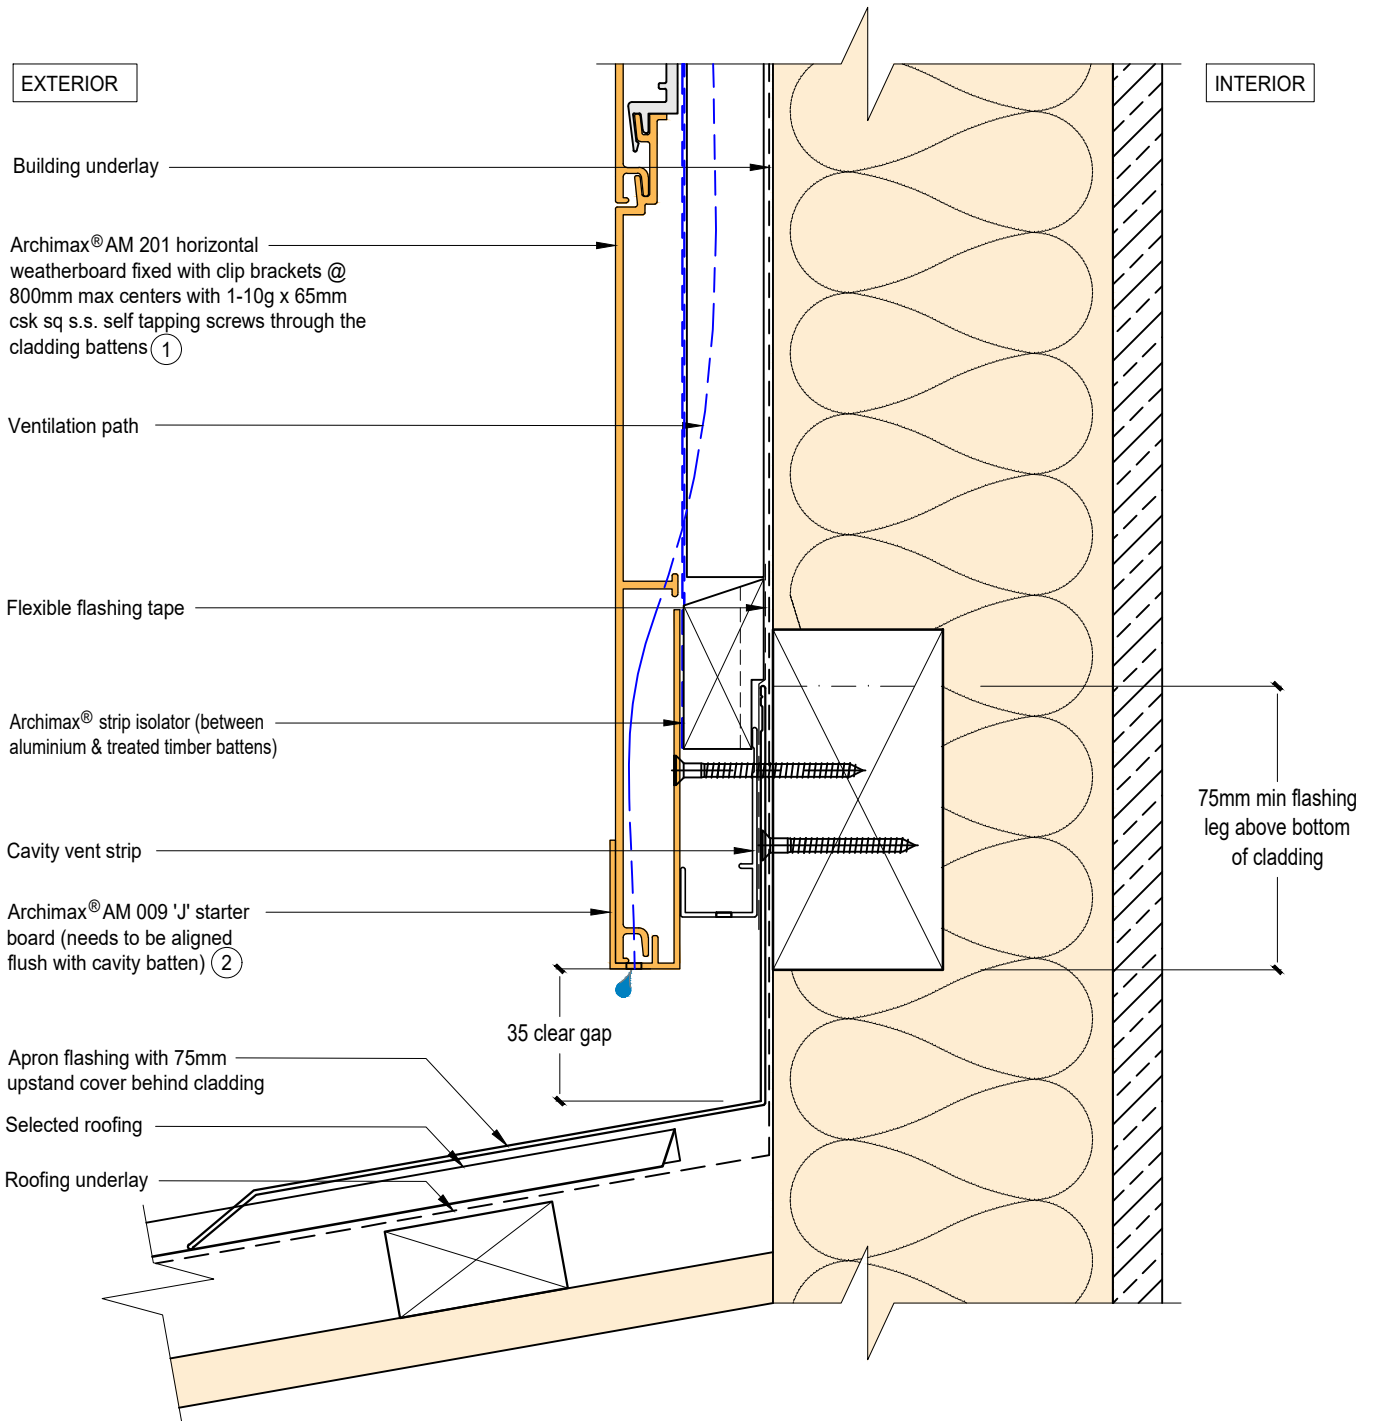 EXTERIOR
INTERIOR
Building underlay
Archimax® AM 201 horizontal
weatherboard fixed with clip brackets @
800mm max centers with 1-10g x 65mm
csk sq s.s. self tapping screws through the
cladding battens 1
Ventilation path
Flexible flashing tape
Archimax® strip isolator (between
aluminium & treated timber battens)
75mm min flashing
leg above bottom
of cladding
Cavity vent strip
Archimax® AM 009 'J' starter
board (needs to be aligned
flush with cavity batten) 2
35 clear gap
Apron flashing with 75mm
upstand cover behind cladding
Selected roofing
Roofing underlay